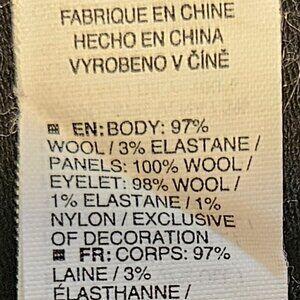 FABRIQUE EN CHINE
HECHO EN CHINA
VYROBENO V ČÍNĚ
EN: BODY: 97%
WOOL / 3% ELASTANE /
PANELS: 100% WOOL /
EYELET: 98% WOOL /
1% ELASTANE / 1%
NYLON / EXCLUSIVE
OF DECORATION
FR: CORPS: 97%
LAINE / 3%
ÉLASTHANNE /